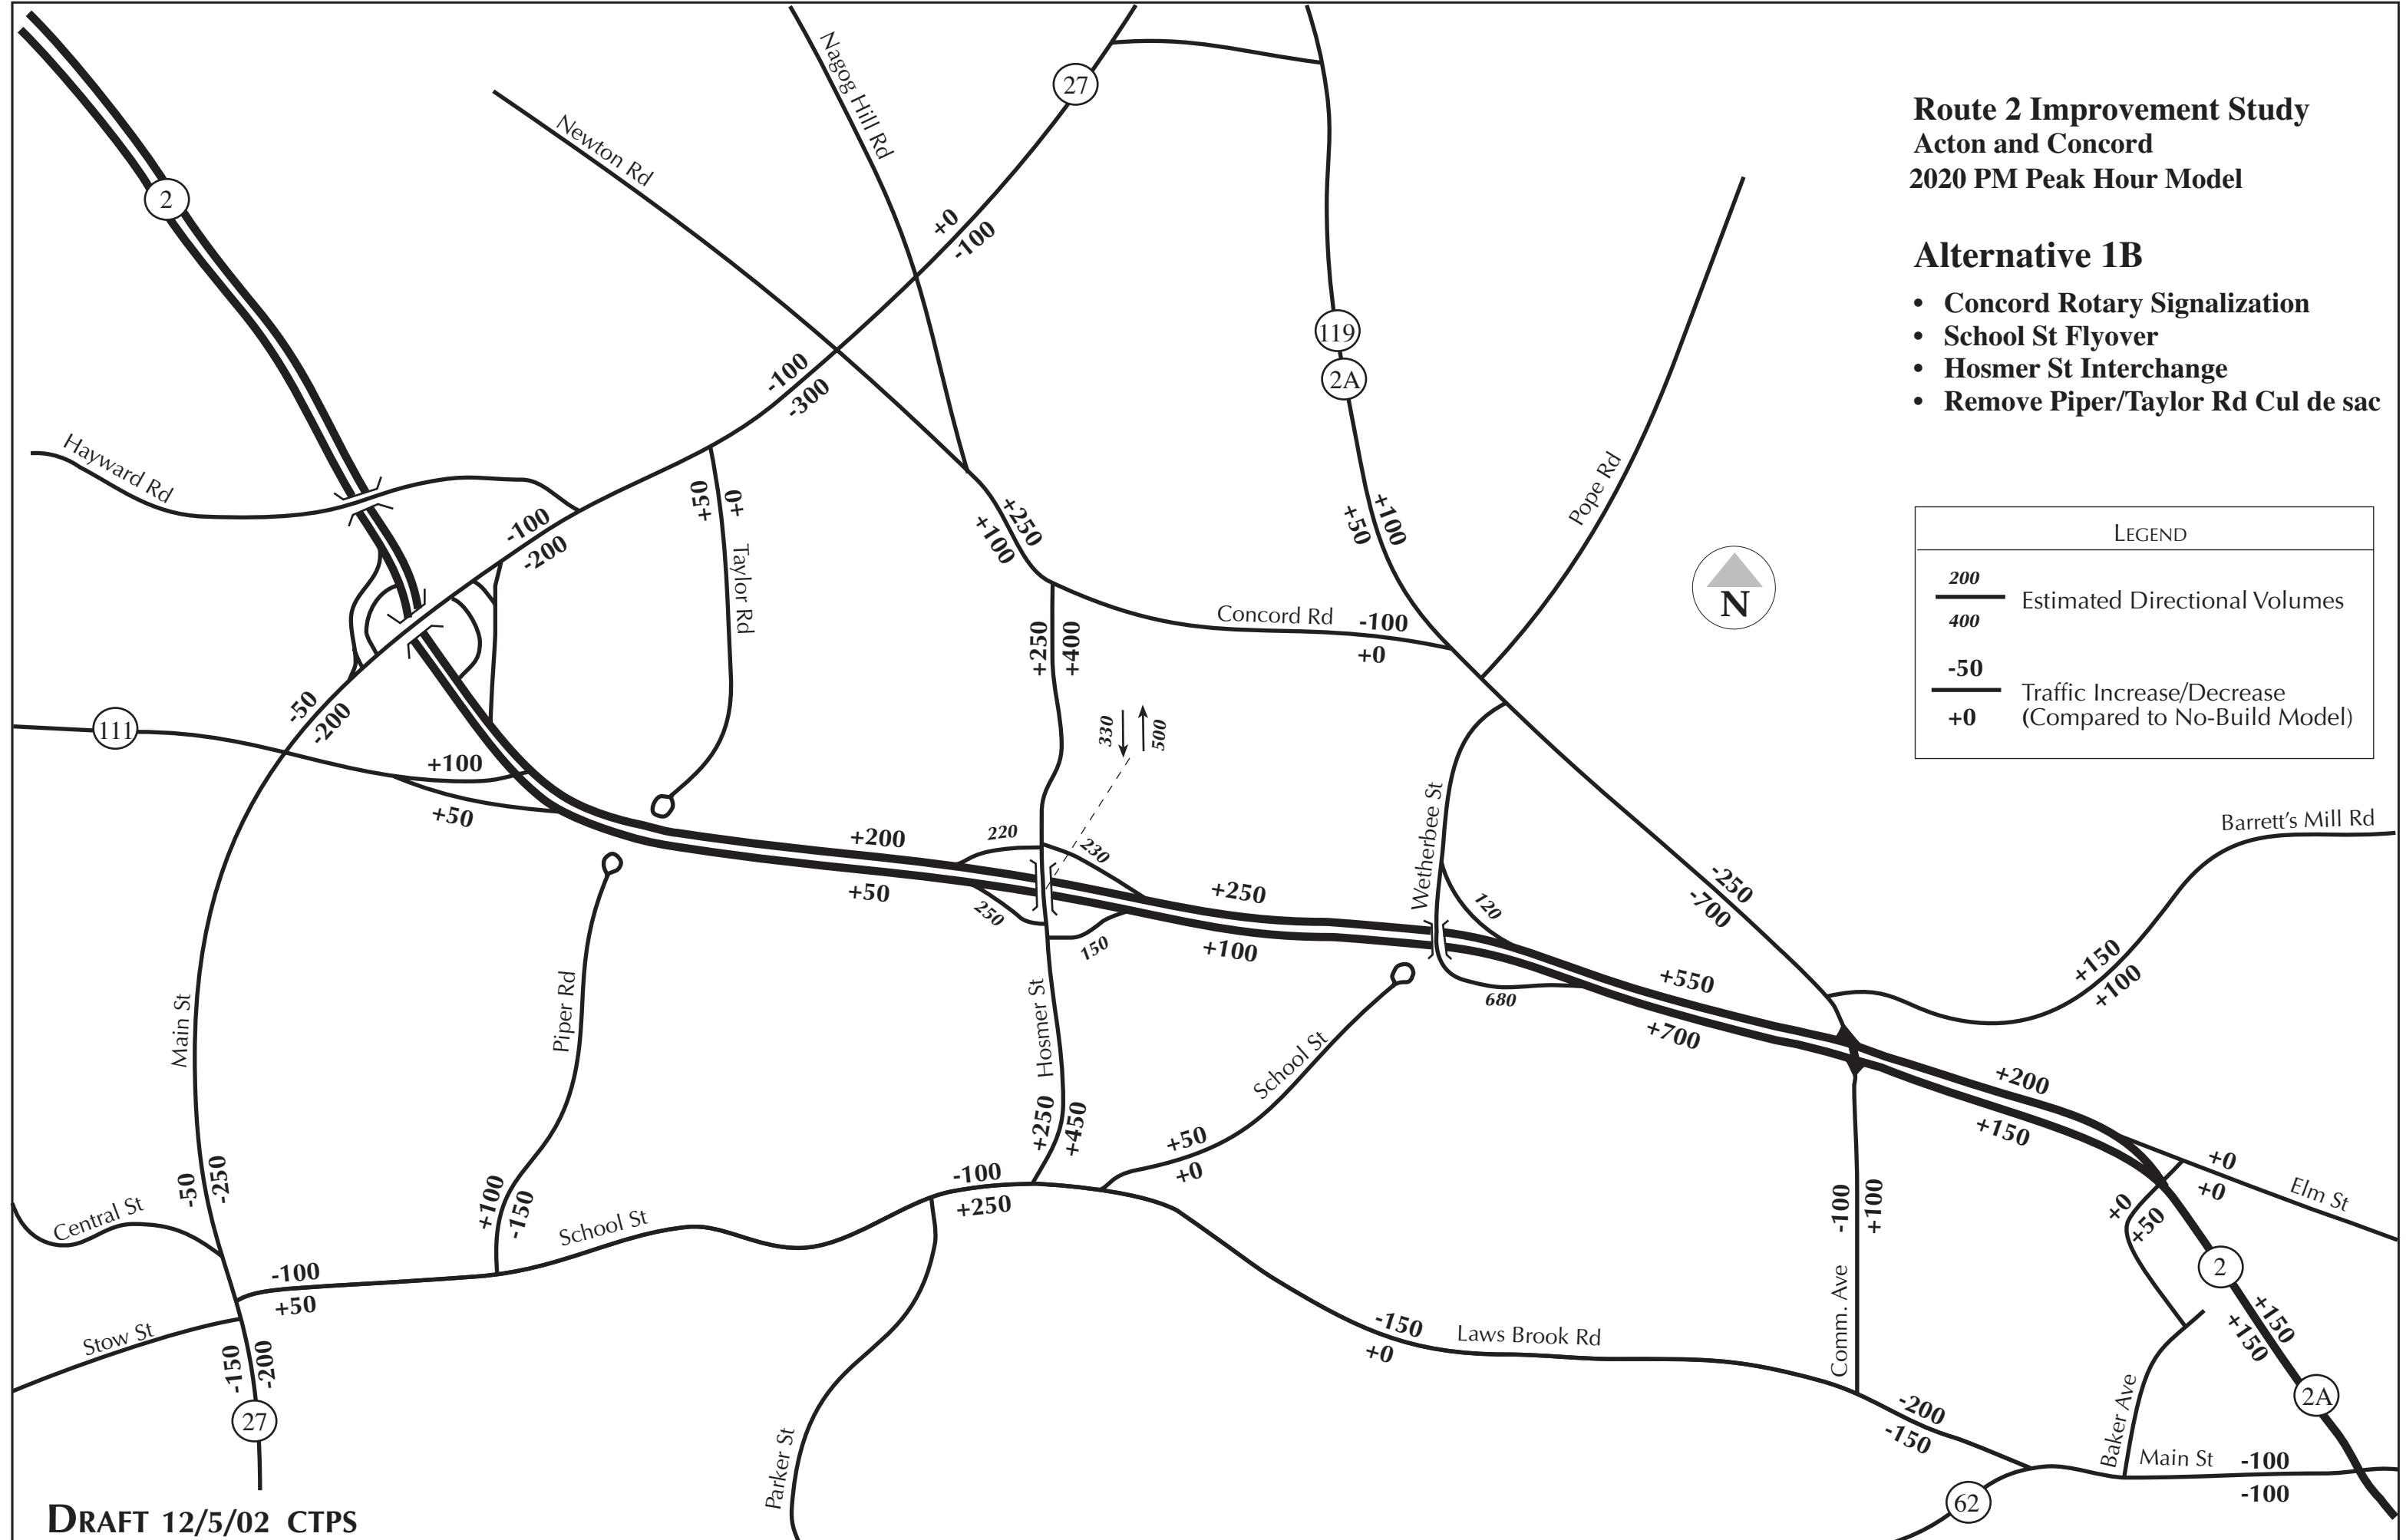 Route 2 Improvement Study
Acton and Concord
2020 PM Peak Hour Model
Alternative 1B
• Concord Rotary Signalization
• School St Flyover
• Hosmer St Interchange
• Remove Piper/Taylor Rd Cul de sac
LEGEND
200
400
Estimated Directional Volumes
-50
+0
Traffic Increase/Decrease
(Compared to No-Build Model)
N
2
Nagog Hill Rd
27
Newton Rd
+0
-100
119
2A
-100
-300
Hayward Rd
-100
-200
+50
+0
Taylor Rd
+250
+100
+50
+100
Pope Rd
Concord Rd
-100
+0
+250
+400
-50
-200
111
+100
+50
330
500
Wetherbee St
Barrett's Mill Rd
+200
+50
220
230
250
150
+250
+100
120
680
-250
-700
+150
+100
+550
+700
Main St
Piper Rd
Hosmer St
School St
+200
+150
+250
+450
+50
+0
-50
-250
+100
-150
-100
+250
-100
+100
+0
+0
Elm St
+0
+50
Central St
School St
-100
+50
Stow St
-150
-200
27
-150
+0
Laws Brook Rd
Comm. Ave
2
+150
+150
2A
-200
-150
Baker Ave
Main St
-100
-100
Parker St
62
DRAFT 12/5/02 CTPS